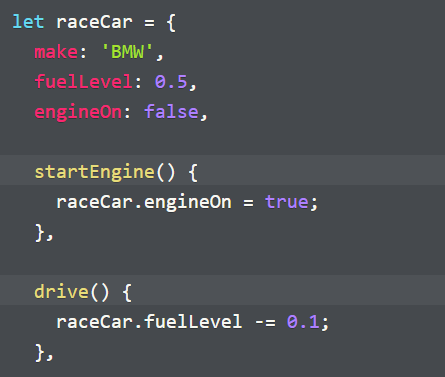 let raceCar = {
  make: 'BMW',
  fuelLevel: 0.5,
  engineOn: false,

  startEngine() {
    raceCar.engineOn = true;
  },

  drive() {
    raceCar.fuelLevel -= 0.1;
  },